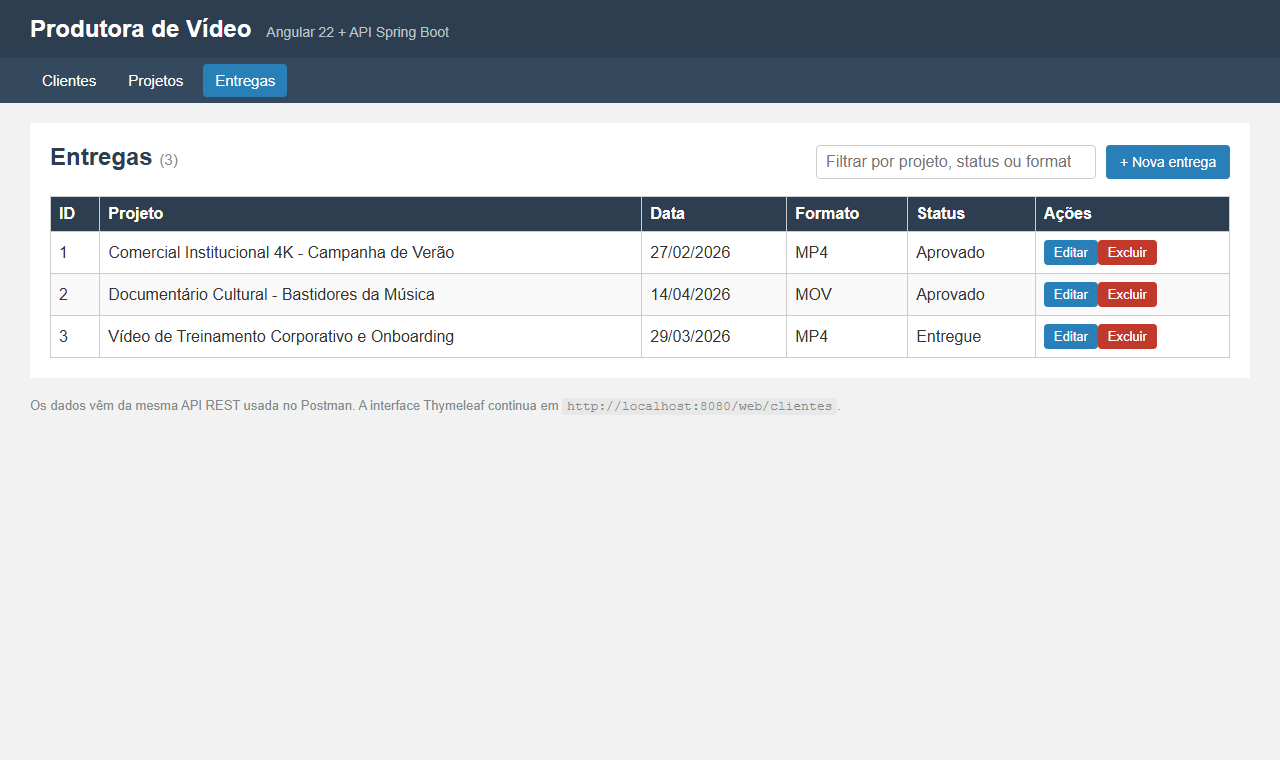 Produtora de Vídeo Angular 22 + API Spring Boot
Clientes Projetos Entregas
Entregas (3) Filtrar por projeto, status ou format + Nova entrega
ID Projeto Data Formato Status Ações
1 Comercial Institucional 4K - Campanha de Verão 27/02/2026 MP4 Aprovado Editar Excluir
2 Documentário Cultural - Bastidores da Música 14/04/2026 MOV Aprovado Editar Excluir
3 Vídeo de Treinamento Corporativo e Onboarding 29/03/2026 MP4 Entregue Editar Excluir
Os dados vêm da mesma API REST usada no Postman. A interface Thymeleaf continua em http://localhost:8080/web/clientes.